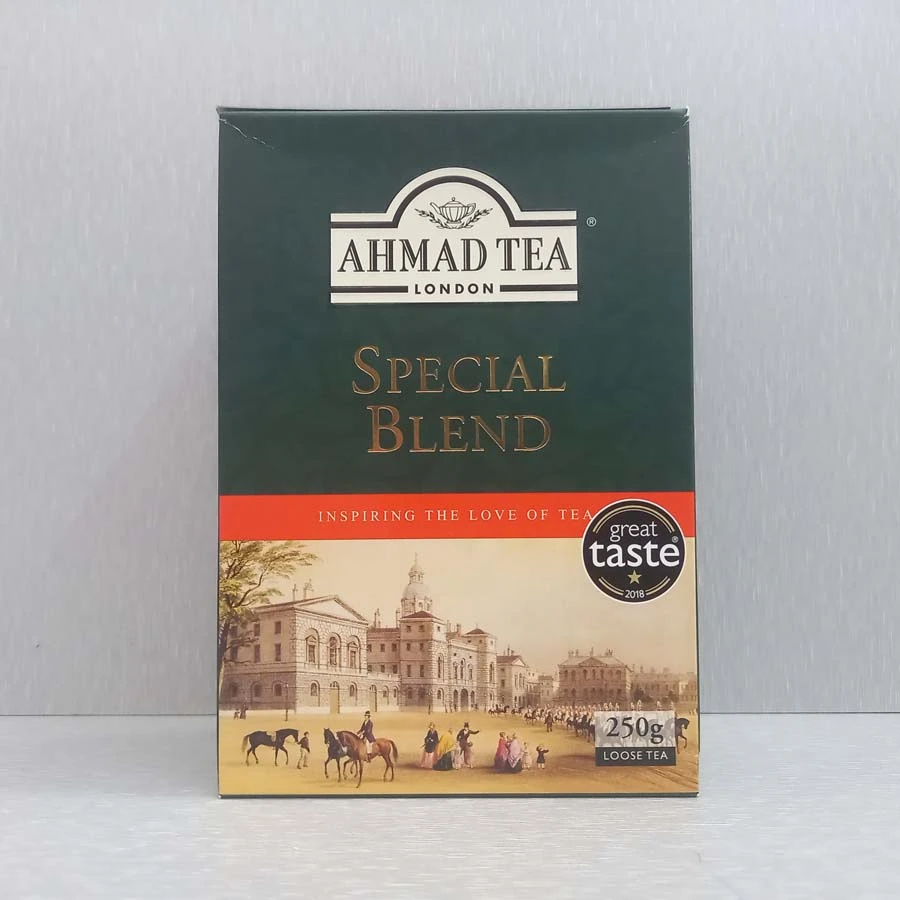 AHMAD TEA
®
LONDON
SPECIAL
BLEND
INSPIRING THE LOVE OF TEA
great
taste®
2018
250g
LOOSE TEA